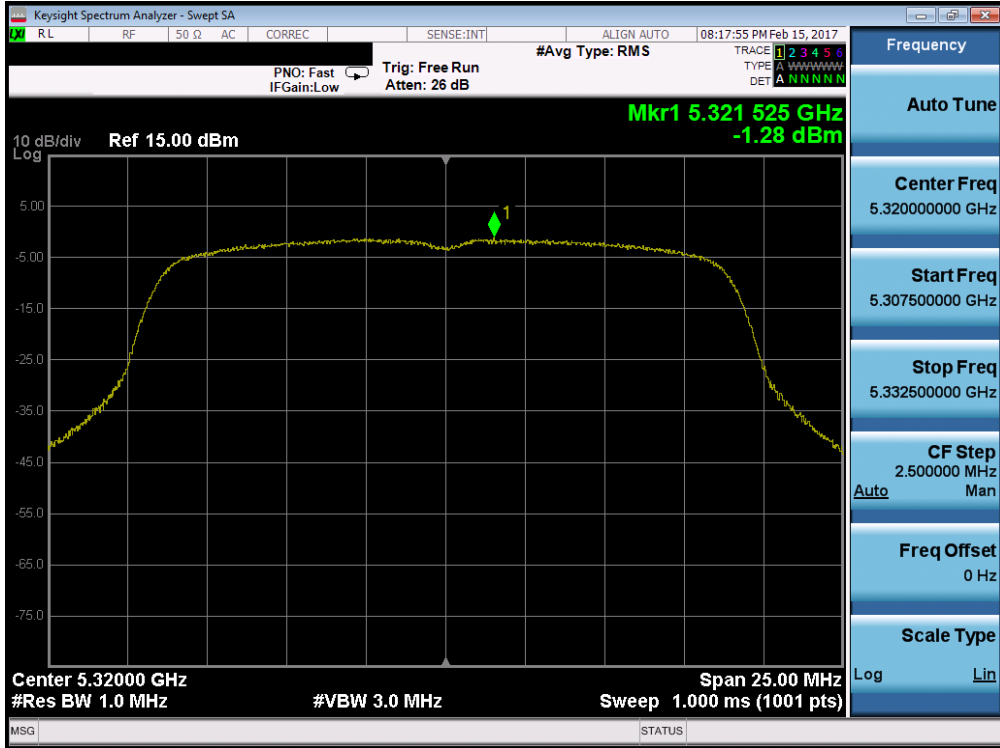 Keysight Spectrum Analyzer - Swept SA
LXI RL RF 50 Ω AC CORREC SENSE:INT ALIGN AUTO 08:17:55 PM Feb 15, 2017
#Avg Type: RMS TRACE 1 2 3 4 5 6
PNO: Fast Trig: Free Run TYPE A WWWWW
IFGain:Low Atten: 26 dB DET A N N N N N
Mkr1 5.321 525 GHz
-1.28 dBm
10 dB/div Ref 15.00 dBm
Log
1
5.00
-5.00
-15.0
-25.0
-35.0
-45.0
-55.0
-65.0
-75.0
Center 5.32000 GHz Span 25.00 MHz
#Res BW 1.0 MHz #VBW 3.0 MHz Sweep 1.000 ms (1001 pts)
MSG STATUS
Frequency
Auto Tune
Center Freq
5.320000000 GHz
Start Freq
5.307500000 GHz
Stop Freq
5.332500000 GHz
CF Step
2.500000 MHz
Auto Man
Freq Offset
0 Hz
Scale Type
Log Lin